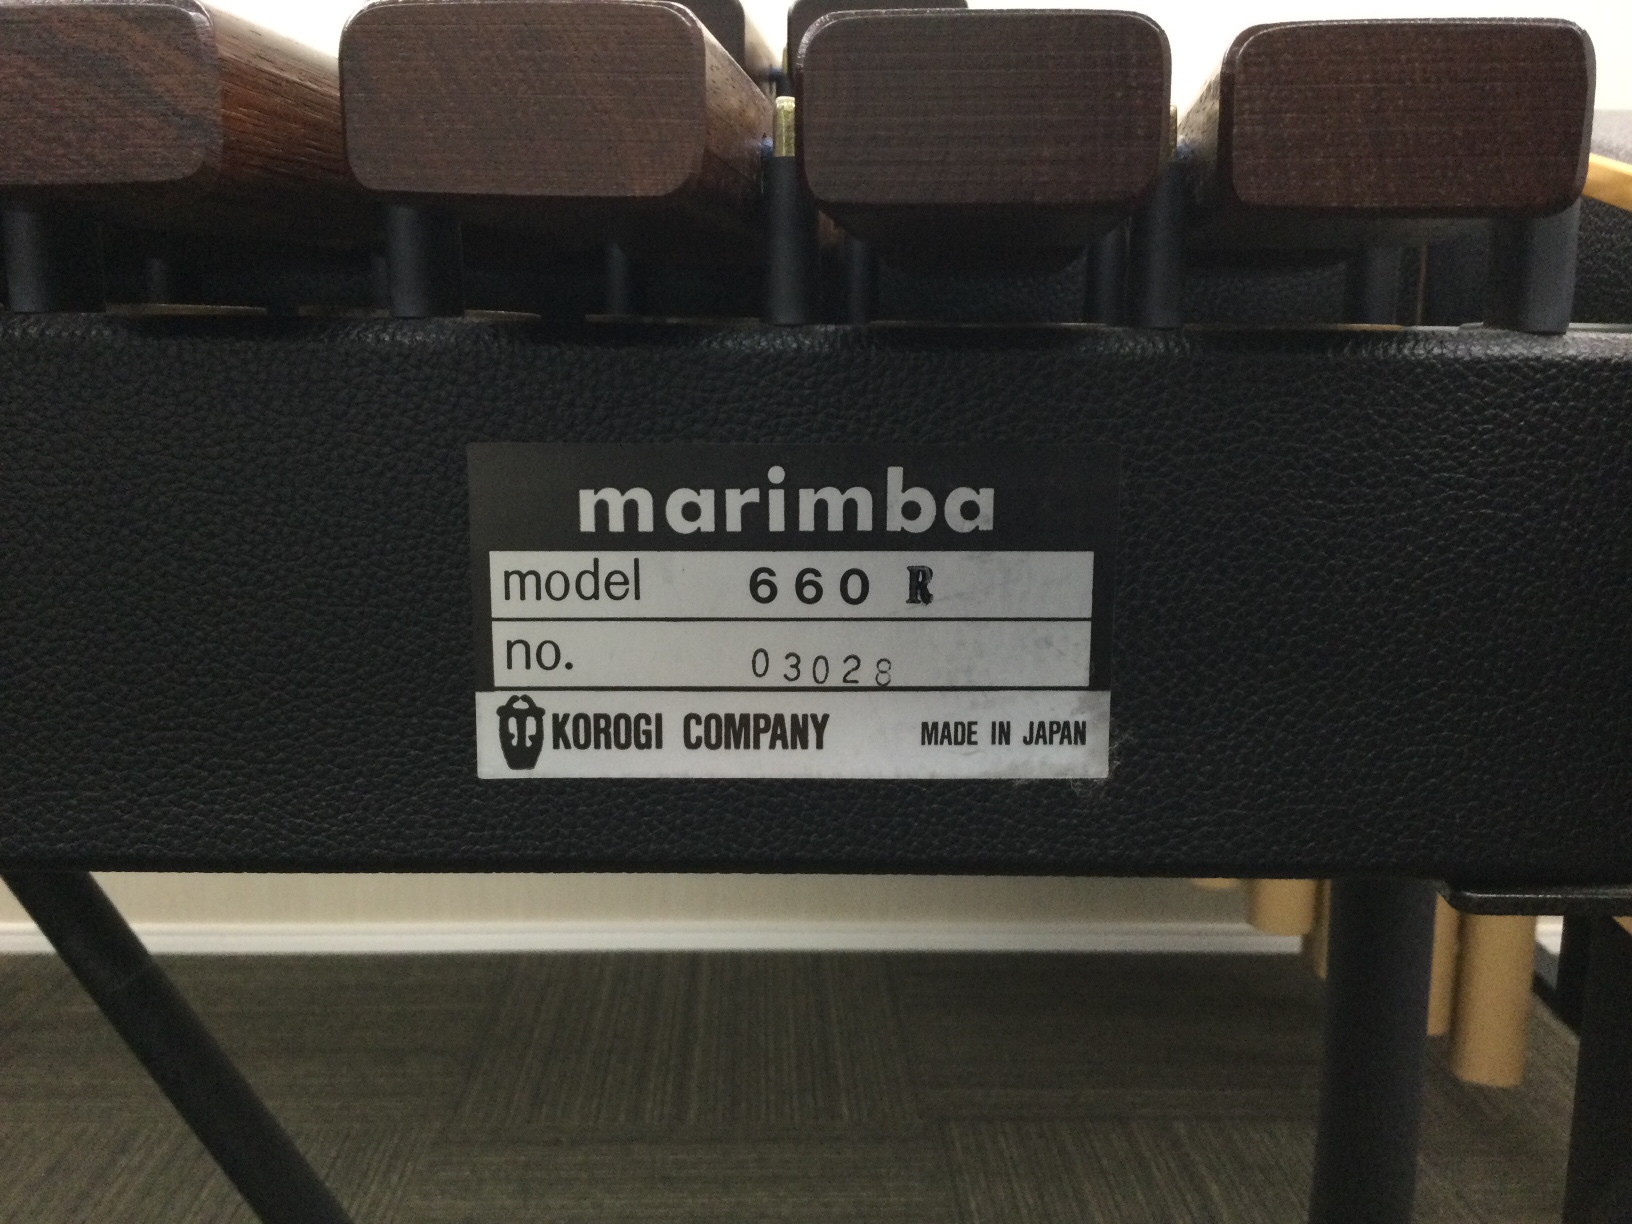 marimba
model 660 R
no. 03028
KOROGI COMPANY MADE IN JAPAN